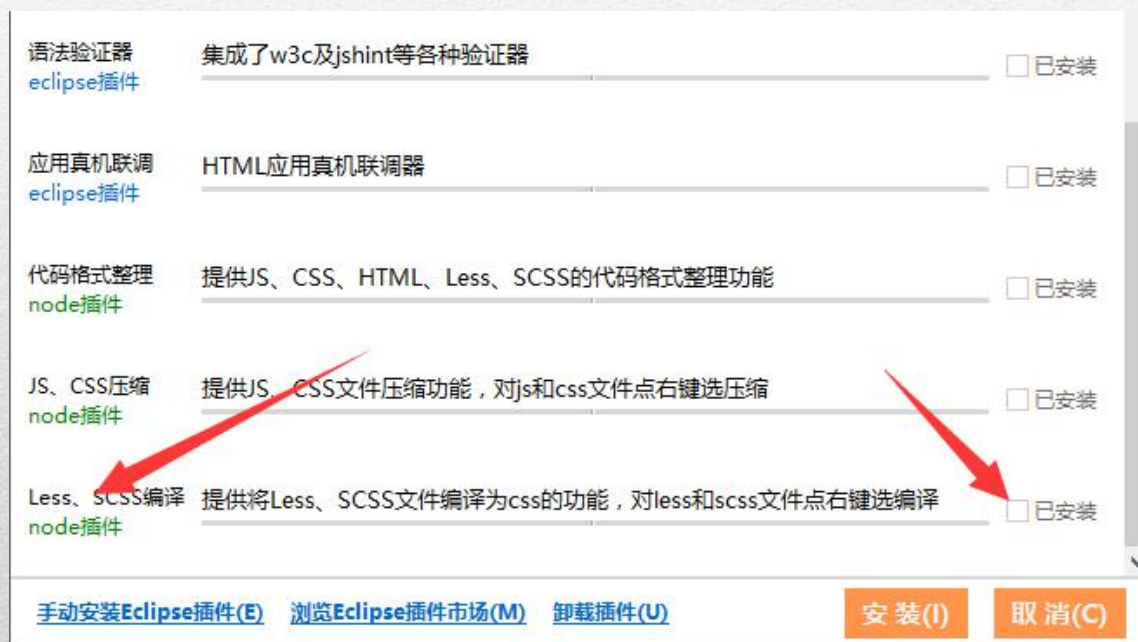 语法验证器 集成了w3c及jshint等各种验证器 已安装
eclipse插件
应用真机联调 HTML应用真机联调器 已安装
eclipse插件
代码格式整理 提供JS、CSS、HTML、Less、SCSS的代码格式整理功能 已安装
node插件
JS、CSS压缩 提供JS、CSS文件压缩功能，对js和css文件点右键选压缩 已安装
node插件
Less、SCSS编译 提供将Less、SCSS文件编译为css的功能，对less和scss文件点右键选编译 已安装
node插件
手动安装Eclipse插件(E) 浏览Eclipse插件市场(M) 卸载插件(U) 安装(I) 取消(C)